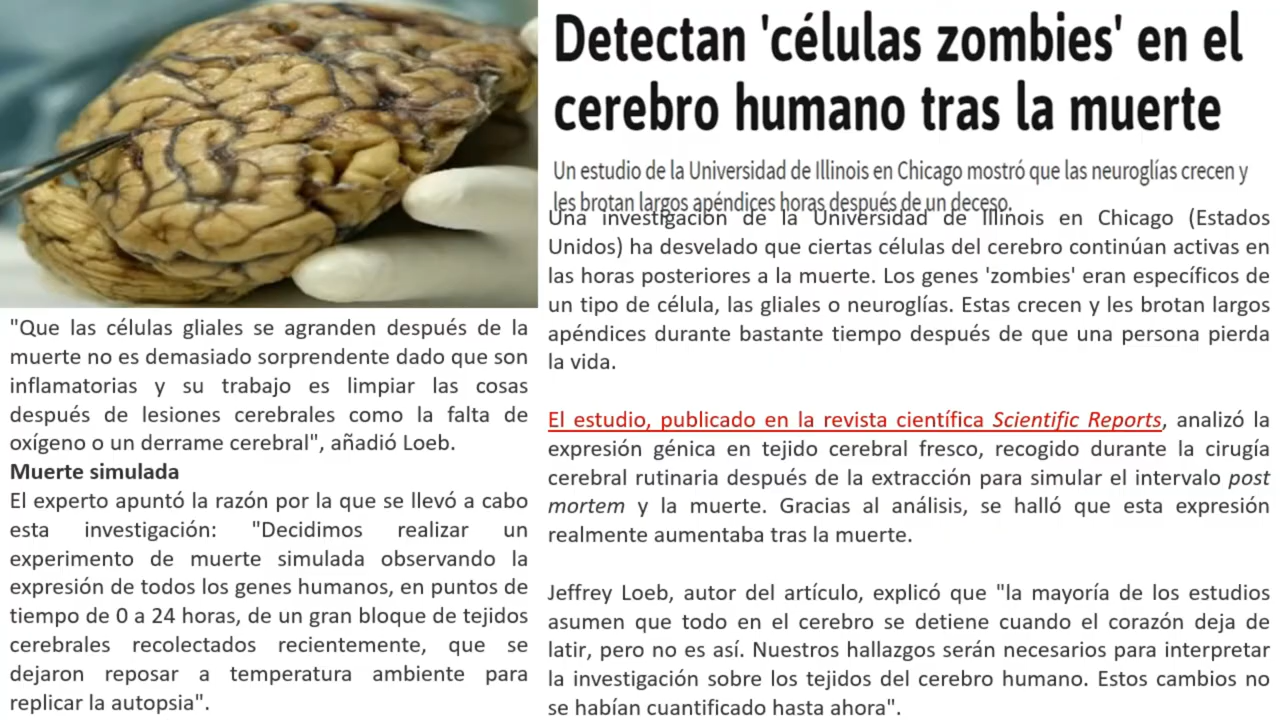 Detectan 'células zombies' en el
cerebro humano tras la muerte
Un estudio de la Universidad de Illinois en Chicago mostró que las neuroglías crecen y
les brotan largos apéndices horas después de un deceso.
Una investigación de la Universidad de Illinois en Chicago (Estados
Unidos) ha desvelado que ciertas células del cerebro continúan activas en
las horas posteriores a la muerte. Los genes 'zombies' eran específicos de
un tipo de célula, las gliales o neuroglías. Estas crecen y les brotan largos
apéndices durante bastante tiempo después de que una persona pierda
la vida.
El estudio, publicado en la revista científica Scientific Reports, analizó la
expresión génica en tejido cerebral fresco, recogido durante la cirugía
cerebral rutinaria después de la extracción para simular el intervalo post
mortem y la muerte. Gracias al análisis, se halló que esta expresión
realmente aumentaba tras la muerte.
Jeffrey Loeb, autor del artículo, explicó que "la mayoría de los estudios
asumen que todo en el cerebro se detiene cuando el corazón deja de
latir, pero no es así. Nuestros hallazgos serán necesarios para interpretar
la investigación sobre los tejidos del cerebro humano. Estos cambios no
se habían cuantificado hasta ahora".
"Que las células gliales se agranden después de la
muerte no es demasiado sorprendente dado que son
inflamatorias y su trabajo es limpiar las cosas
después de lesiones cerebrales como la falta de
oxígeno o un derrame cerebral", añadió Loeb.
Muerte simulada
El experto apuntó la razón por la que se llevó a cabo
esta investigación: "Decidimos realizar un
experimento de muerte simulada observando la
expresión de todos los genes humanos, en puntos de
tiempo de 0 a 24 horas, de un gran bloque de tejidos
cerebrales recolectados recientemente, que se
dejaron reposar a temperatura ambiente para
replicar la autopsia".